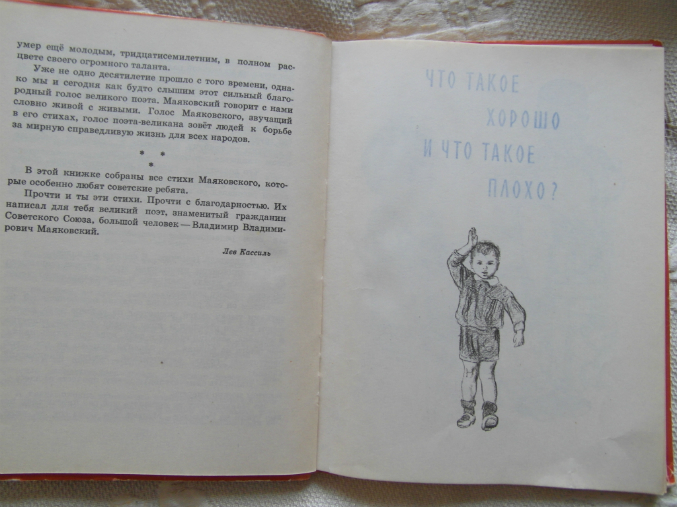 умер ещё молодым, тридцатисемилетним, в полном рас-
цвете своего огромного таланта.
Уже не одно десятилетие прошло с того времени, одна-
ко мы и сегодня как будто слышим этот сильный благо-
родный голос великого поэта. Маяковский говорит с нами
словно живой с живыми. Голос Маяковского, звучащий
в его стихах, голос поэта-великана зовёт людей к борьбе
за мирную справедливую жизнь для всех народов.
* *
*
В этой книжке собраны все стихи Маяковского, кото-
рые особенно любят советские ребята.
Прочти и ты эти стихи. Прочти с благодарностью. Их
написал для тебя великий поэт, знаменитый гражданин
Советского Союза, большой человек — Владимир Владими-
рович Маяковский.
Лев Кассиль
ЧТО ТАКОЕ
ХОРОШО
И ЧТО ТАКОЕ
ПЛОХО?